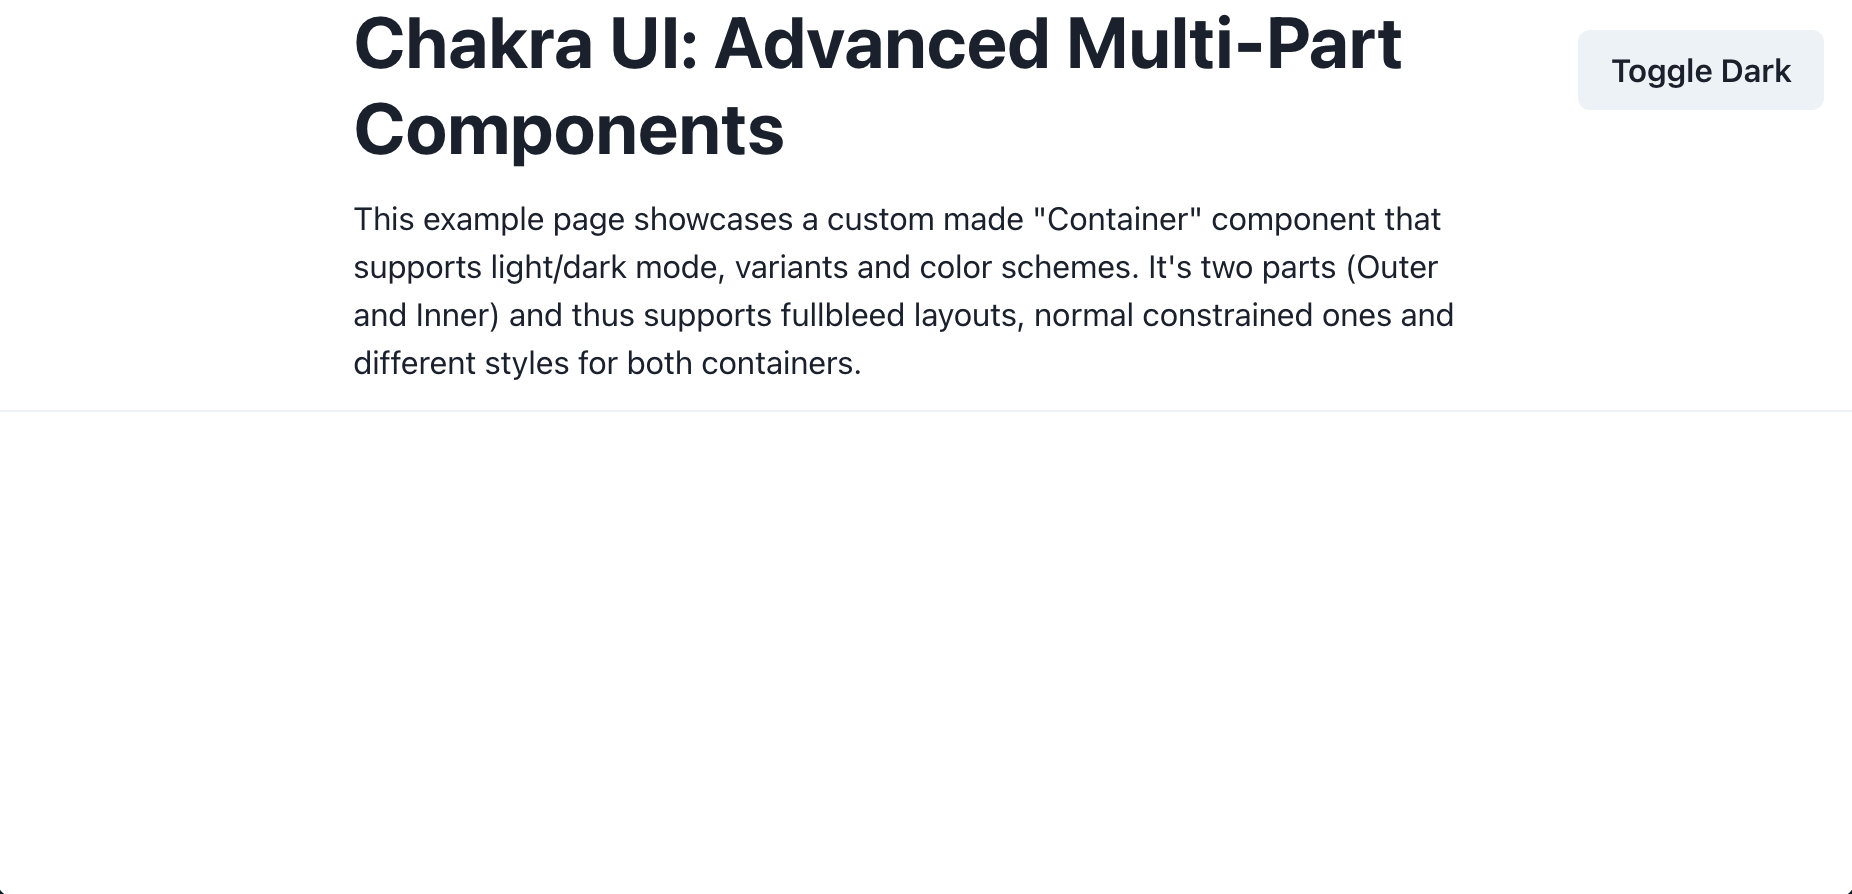 Chakra UI: Advanced Multi-Part
Components
Toggle Dark
This example page showcases a custom made "Container" component that
supports light/dark mode, variants and color schemes. It's two parts (Outer
and Inner) and thus supports fullbleed layouts, normal constrained ones and
different styles for both containers.